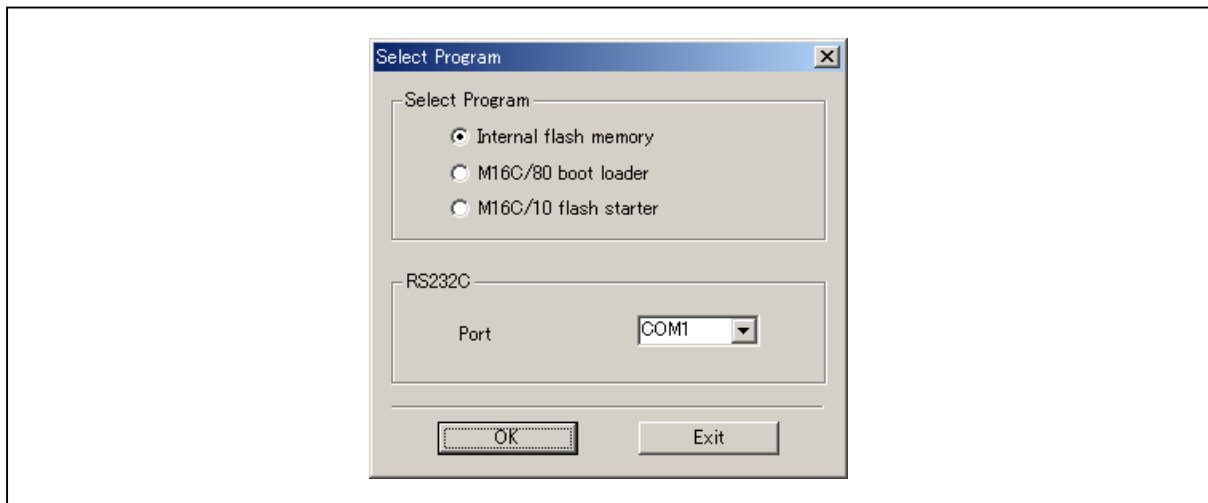 Select Program
Select Program
Internal flash memory
M16C/80 boot loader
M16C/10 flash starter
RS232C
Port COM1
OK Exit